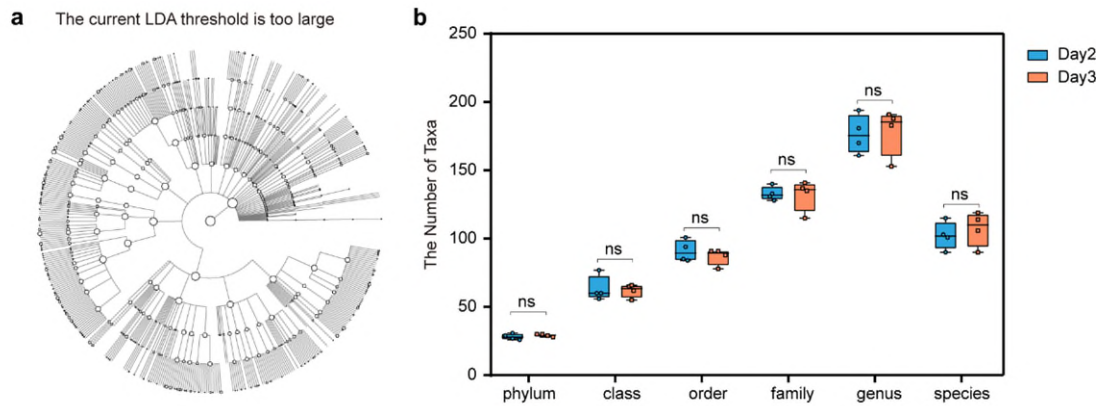 a
The current LDA threshold is too large
b
The Number of Taxa
250
200
150
100
50
0
ns
ns
ns
ns
ns
ns
phylum
class
order
family
genus
species
Day2
Day3